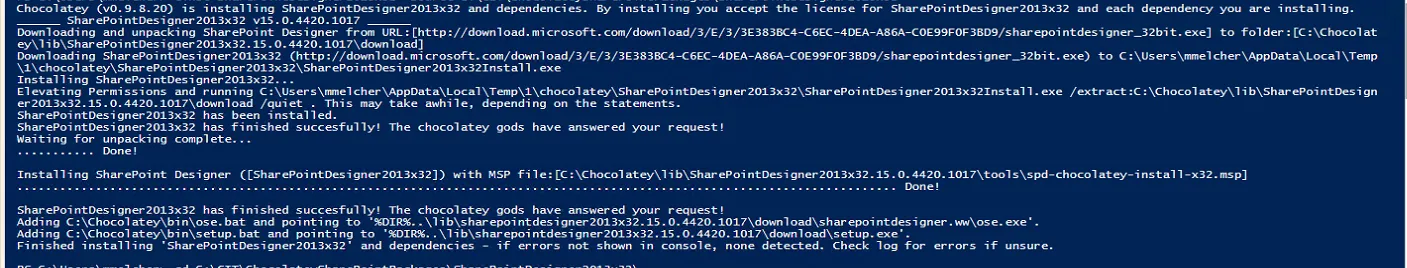 Chocolatey (v0.9.8.20) is installing SharePointDesigner2013x32 and dependencies. By installing you accept the license for SharePointDesigner2013x32 and each dependency you are installing.
______ SharePointDesigner2013x32 v15.0.4420.1017 ______
Downloading and unpacking SharePoint Designer from URL:[http://download.microsoft.com/download/3/E/3/3E383BC4-C6EC-4DEA-A86A-C0E99F0F3BD9/sharepointdesigner_32bit.exe] to folder:[C:\Chocolat
ey\lib\SharePointDesigner2013x32.15.0.4420.1017\download]
Downloading SharePointDesigner2013x32 (http://download.microsoft.com/download/3/E/3/3E383BC4-C6EC-4DEA-A86A-C0E99F0F3BD9/sharepointdesigner_32bit.exe) to C:\Users\mmelcher\AppData\Local\Temp
\1\chocolatey\SharePointDesigner2013x32\SharePointDesigner2013x32Install.exe
Installing SharePointDesigner2013x32...
Elevating Permissions and running C:\Users\mmelcher\AppData\Local\Temp\1\chocolatey\SharePointDesigner2013x32\SharePointDesigner2013x32Install.exe /extract:C:\Chocolatey\lib\SharePointDesign
er2013x32.15.0.4420.1017\download /quiet . This may take awhile, depending on the statements.
SharePointDesigner2013x32 has been installed.
SharePointDesigner2013x32 has finished succesfully! The chocolatey gods have answered your request!
Waiting for unpacking complete...
........... Done!
Installing SharePoint Designer ([SharePointDesigner2013x32]) with MSP file:[C:\Chocolatey\lib\SharePointDesigner2013x32.15.0.4420.1017\tools\spd-chocolatey-install-x32.msp]
................................................................................................................................................... Done!
SharePointDesigner2013x32 has finished succesfully! The chocolatey gods have answered your request!
Adding C:\Chocolatey\bin\ose.bat and pointing to '%DIR%..\lib\sharepointdesigner2013x32.15.0.4420.1017\download\sharepointdesigner.ww\ose.exe'.
Adding C:\Chocolatey\bin\setup.bat and pointing to '%DIR%..\lib\sharepointdesigner2013x32.15.0.4420.1017\download\setup.exe'.
Finished installing 'SharePointDesigner2013x32' and dependencies - if errors not shown in console, none detected. Check log for errors if unsure.